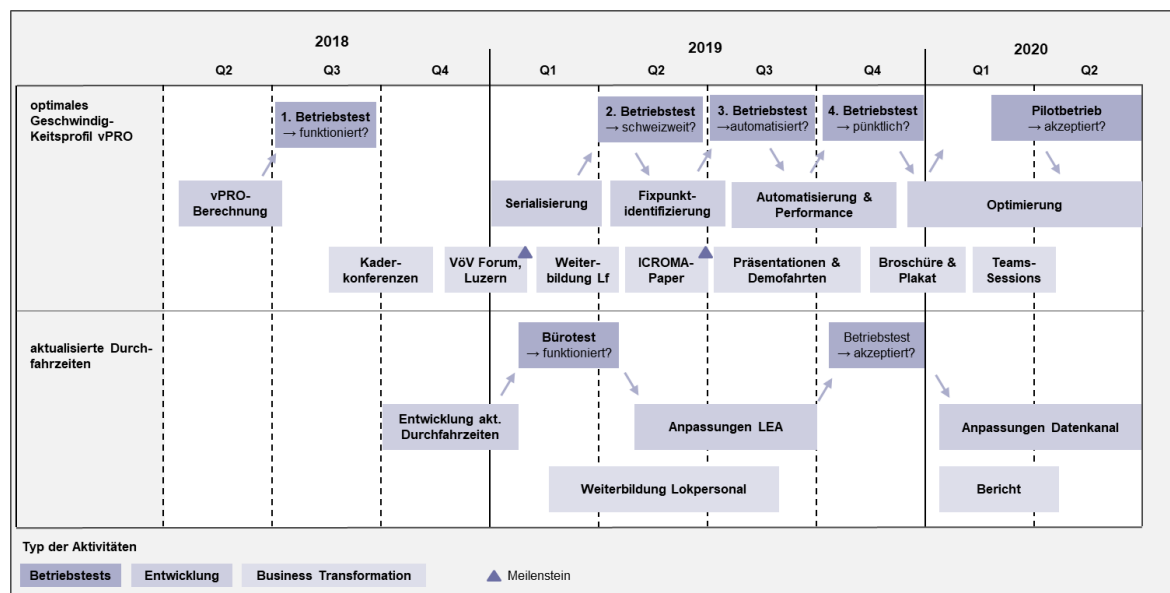 2018
2019
2020
Q2
Q3
Q4
Q1
Q2
Q3
Q4
Q1
Q2
optimales
Geschwindig-
Keitsprofil vPRO
1. Betriebstest
→ funktioniert?
2. Betriebstest
→ schweizweit?
3. Betriebstest
→automatisiert?
4. Betriebstest
→ pünktlich?
Pilotbetrieb
→ akzeptiert?
vPRO-
Berechnung
Serialisierung
Fixpunkt-
identifizierung
Automatisierung &
Performance
Optimierung
Kader-
konferenzen
VöV Forum,
Luzern
Weiter-
bildung Lf
ICROMA-
Paper
Präsentationen &
Demofahrten
Broschüre &
Plakat
Teams-
Sessions
aktualisierte Durch-
fahrzeiten
Bürotest
→ funktioniert?
Betriebstest
→ akzeptiert?
Entwicklung akt.
Durchfahrzeiten
Anpassungen LEA
Anpassungen Datenkanal
Weiterbildung Lokpersonal
Bericht
Typ der Aktivitäten
Betriebstests
Entwicklung
Business Transformation
Meilenstein